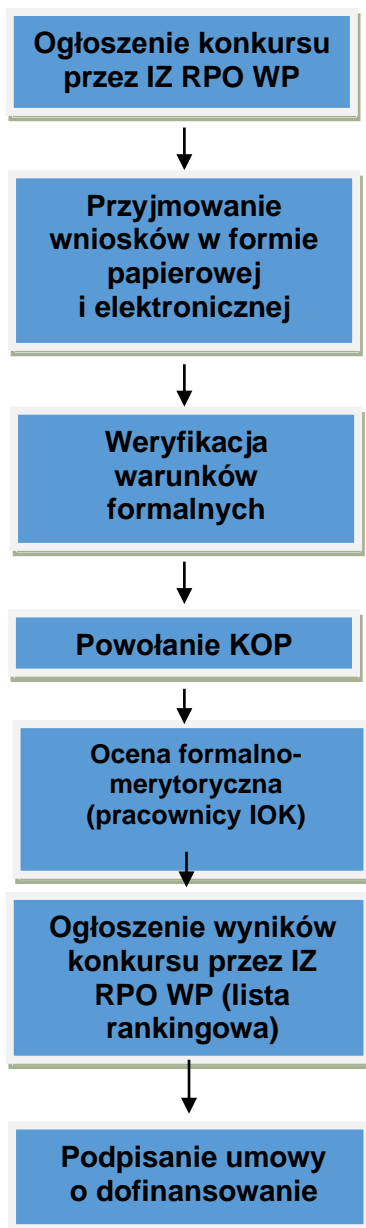 Ogłoszenie konkursu
przez IZ RPO WP
Przyjmowanie
wniosków w formie
papierowej
i elektronicznej
Weryfikacja
warunków
formalnych
Powołanie KOP
Ocena formalno-
merytoryczna
(pracownicy IOK)
Ogłoszenie wyników
konkursu przez IZ
RPO WP (lista
rankingowa)
Podpisanie umowy
o dofinansowanie